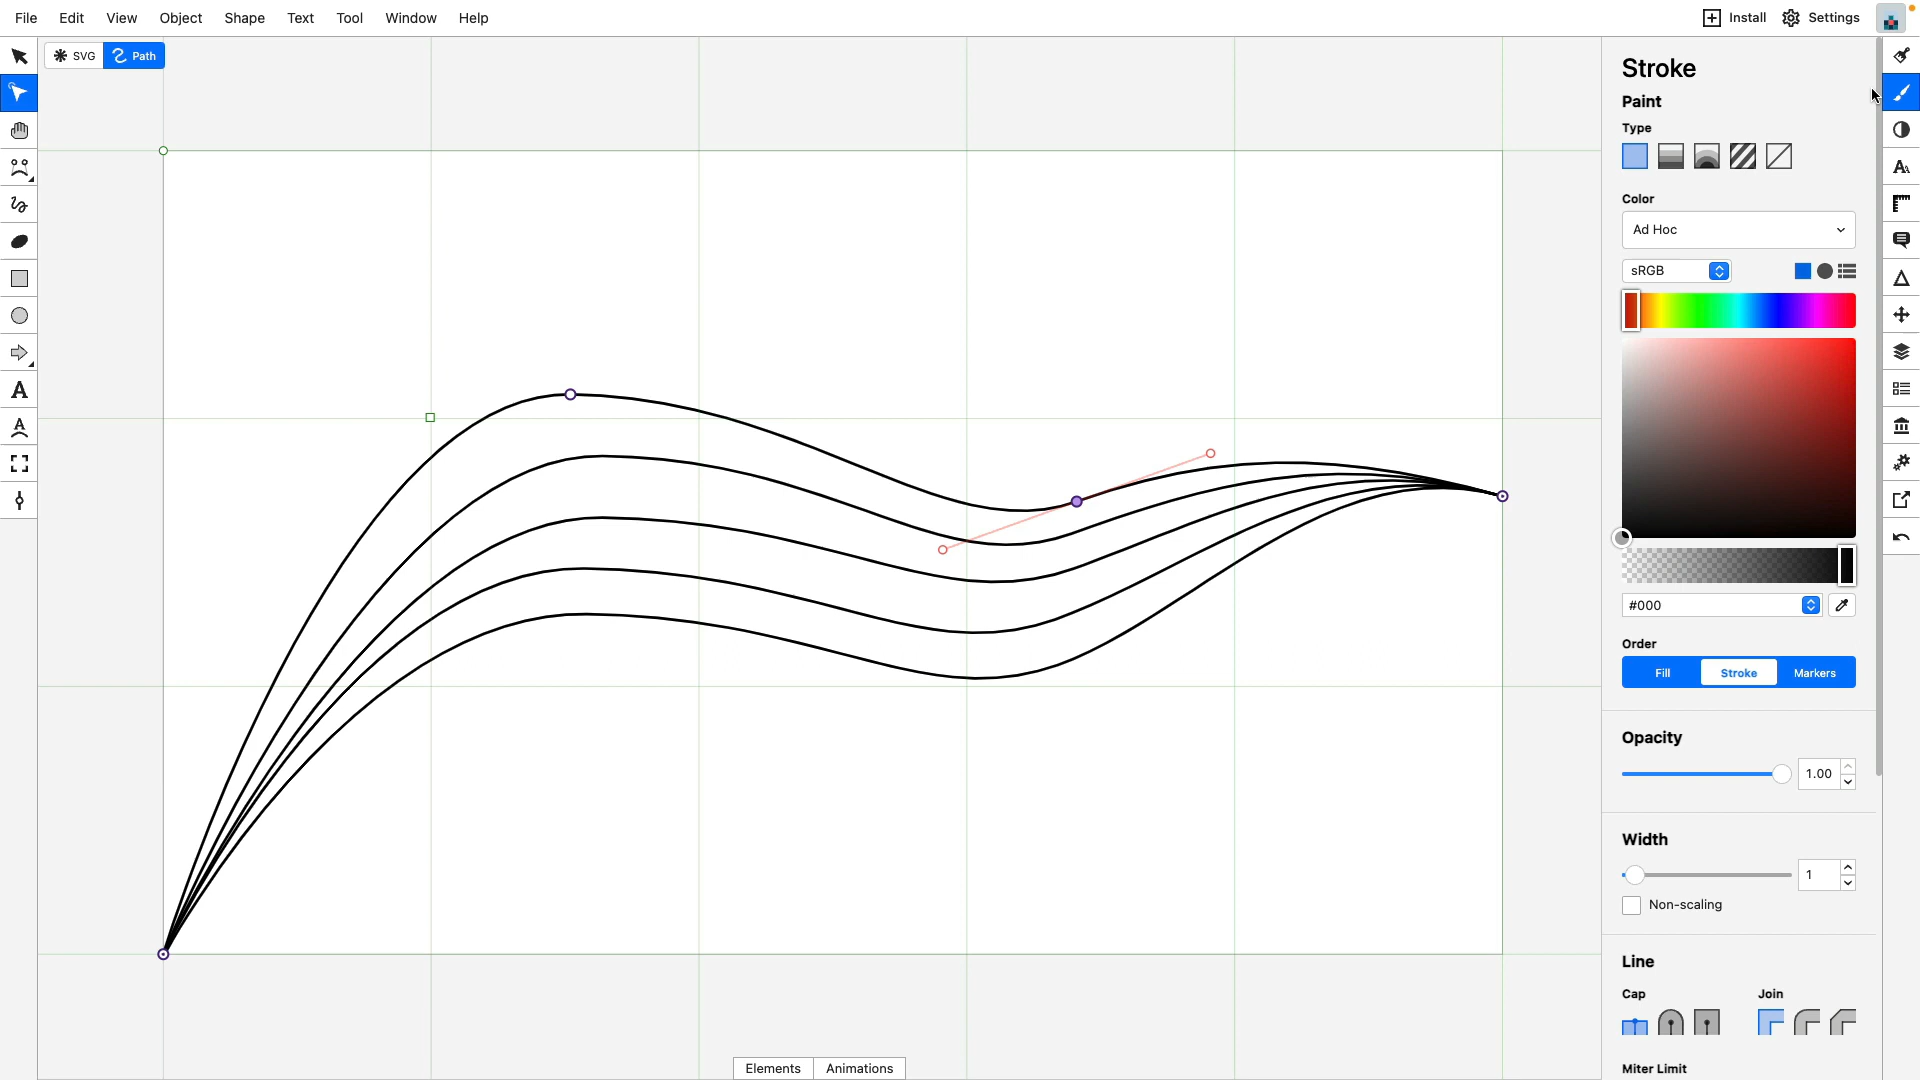 File Edit View Object Shape Text Tool Window Help Install Settings
SVG Path
Stroke
Paint
Type
Color
Ad Hoc
sRGB
#000
Order
Fill Stroke Markers
Opacity
1.00
Width
1
Non-scaling
Line
Cap Join
Miter Limit
Elements Animations